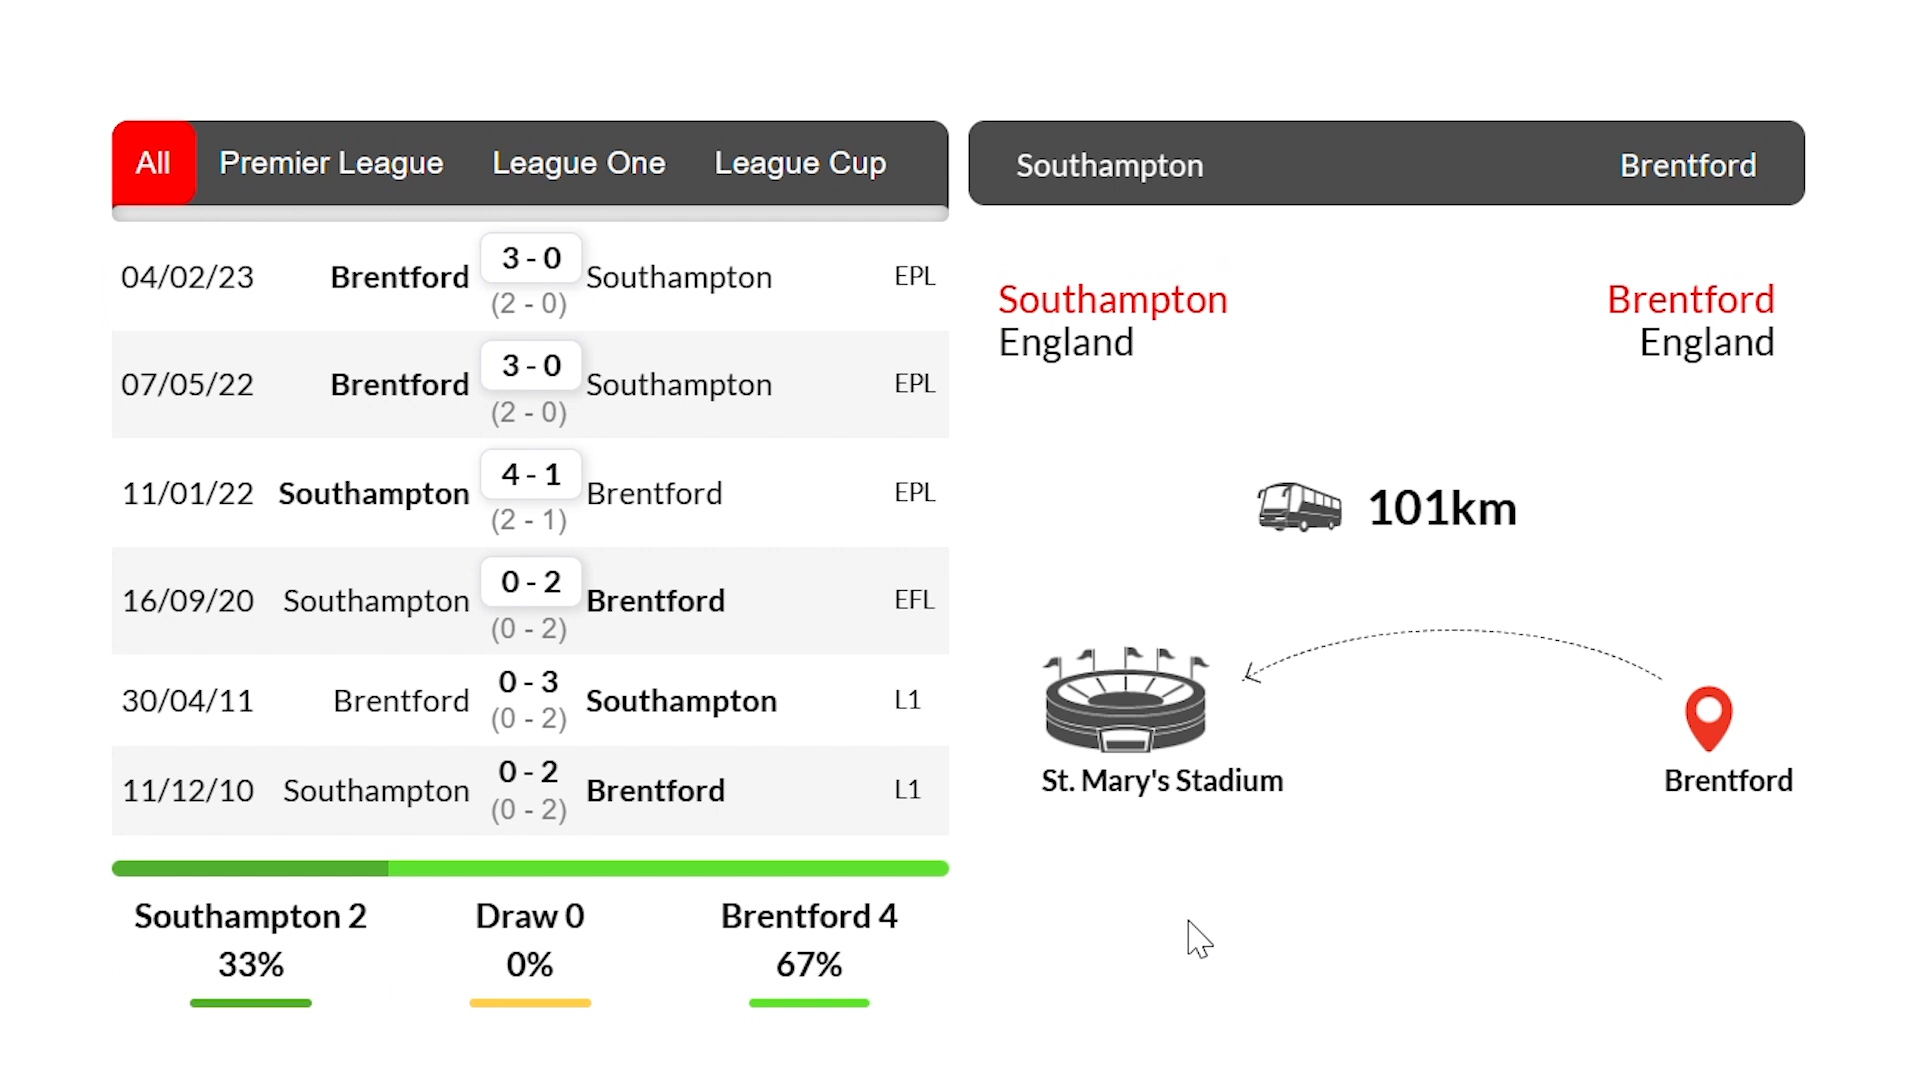 All Premier League League One League Cup
04/02/23 Brentford 3 - 0 Southampton EPL
(2 - 0)
07/05/22 Brentford 3 - 0 Southampton EPL
(2 - 0)
11/01/22 Southampton 4 - 1 Brentford EPL
(2 - 1)
16/09/20 Southampton 0 - 2 Brentford EFL
(0 - 2)
30/04/11 Brentford 0 - 3 Southampton L1
(0 - 2)
11/12/10 Southampton 0 - 2 Brentford L1
(0 - 2)
Southampton 2 Draw 0 Brentford 4
33% 0% 67%
Southampton Brentford
Southampton Brentford
England England
101km
St. Mary's Stadium Brentford